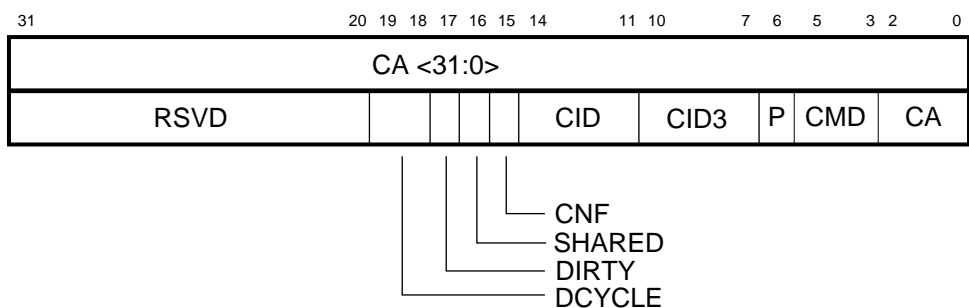 31 20 19 18 17 16 15 14 11 10 7 6 5 3 2 0
CA <31:0>
RSVD CID CID3 P CMD CA
CNF
SHARED
DIRTY
DCYCLE